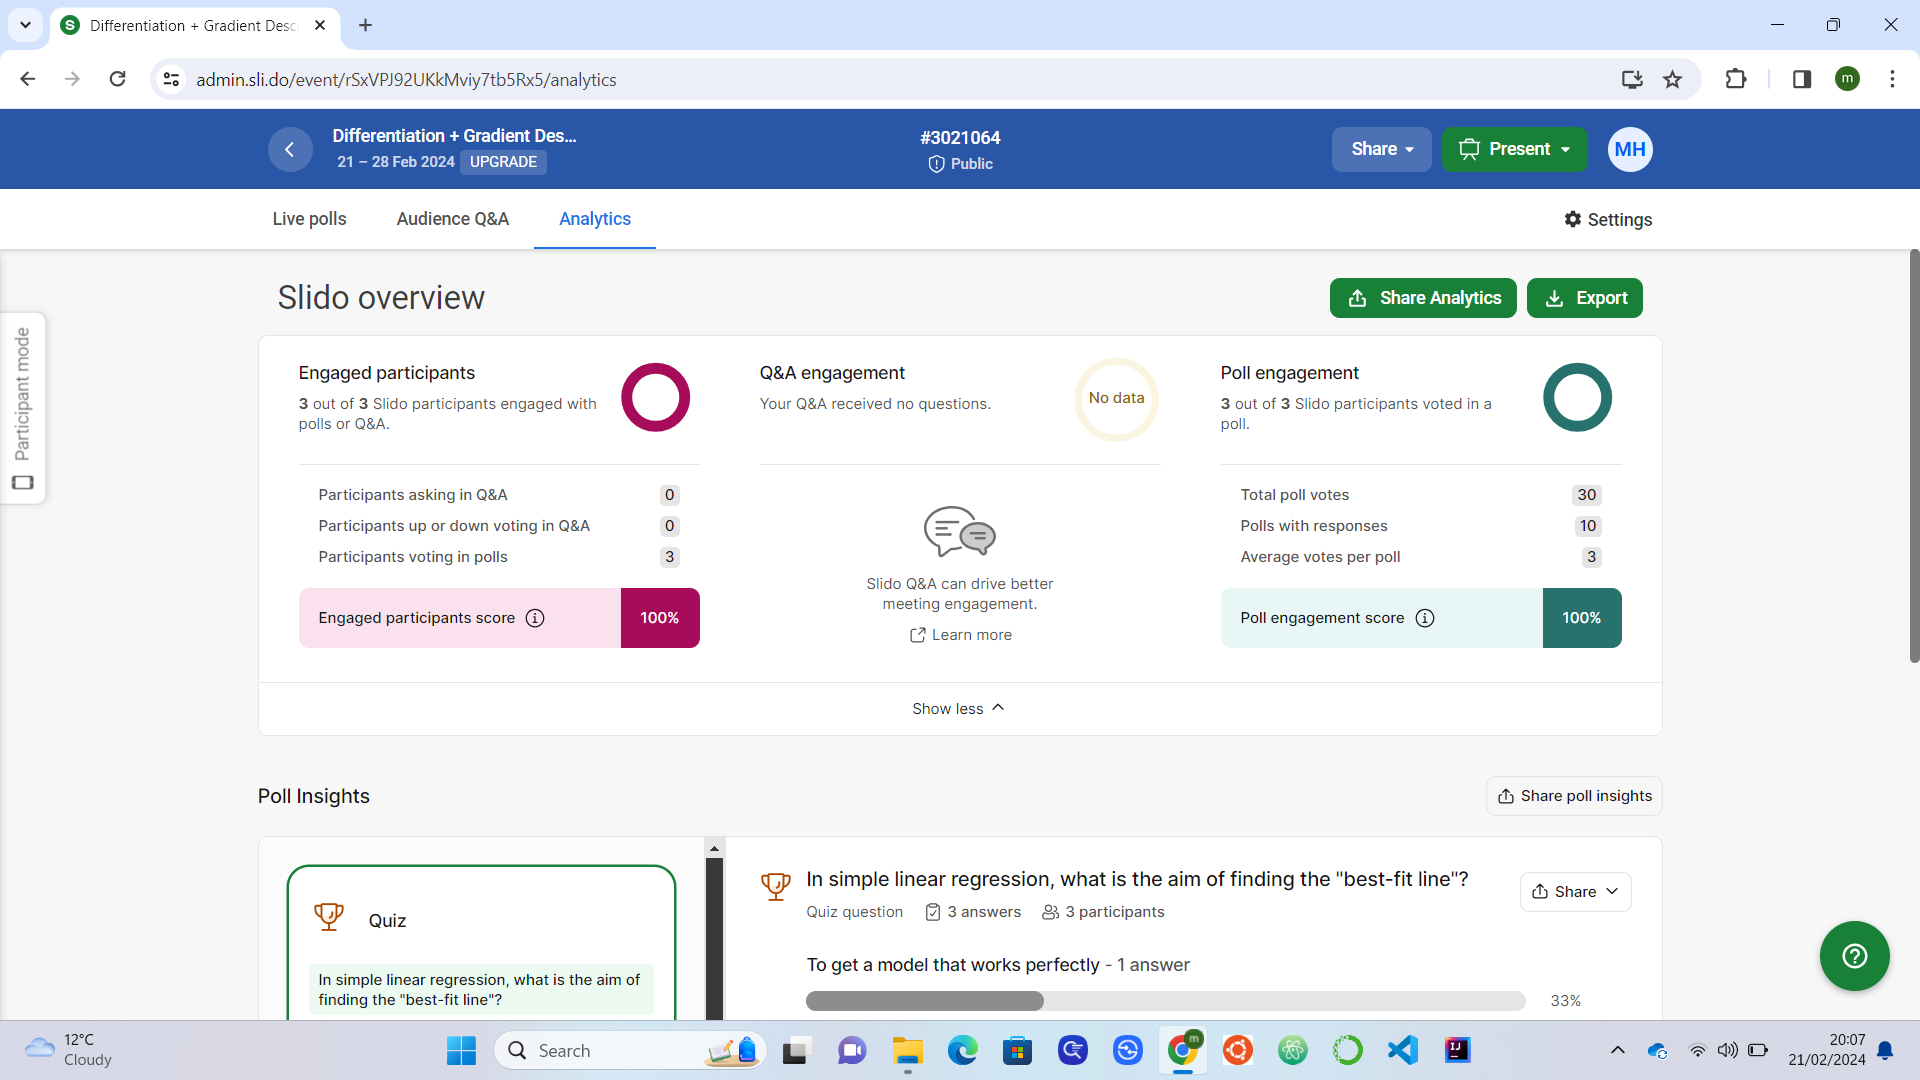 Differentiation + Gradient Desc
admin.sli.do/event/rSxVPJ92UKkMviy7tb5Rx5/analytics
m
Differentiation + Gradient Des...
21 – 28 Feb 2024 UPGRADE
#3021064
Public
Share
Present
MH
Live polls
Audience Q&A
Analytics
Settings
Participant mode
Slido overview
Share Analytics
Export
Engaged participants
3 out of 3 Slido participants engaged with
polls or Q&A.
Participants asking in Q&A 0
Participants up or down voting in Q&A 0
Participants voting in polls 3
Engaged participants score 100%
Q&A engagement
Your Q&A received no questions.
No data
Slido Q&A can drive better
meeting engagement.
Learn more
Poll engagement
3 out of 3 Slido participants voted in a
poll.
Total poll votes 30
Polls with responses 10
Average votes per poll 3
Poll engagement score 100%
Show less
Poll Insights
Share poll insights
Quiz
In simple linear regression, what is the aim of
finding the "best-fit line"?
In simple linear regression, what is the aim of finding the "best-fit line"?
Quiz question 3 answers 3 participants
Share
To get a model that works perfectly - 1 answer
33%
12°C
Cloudy
Search
m
IJ
20:07
21/02/2024